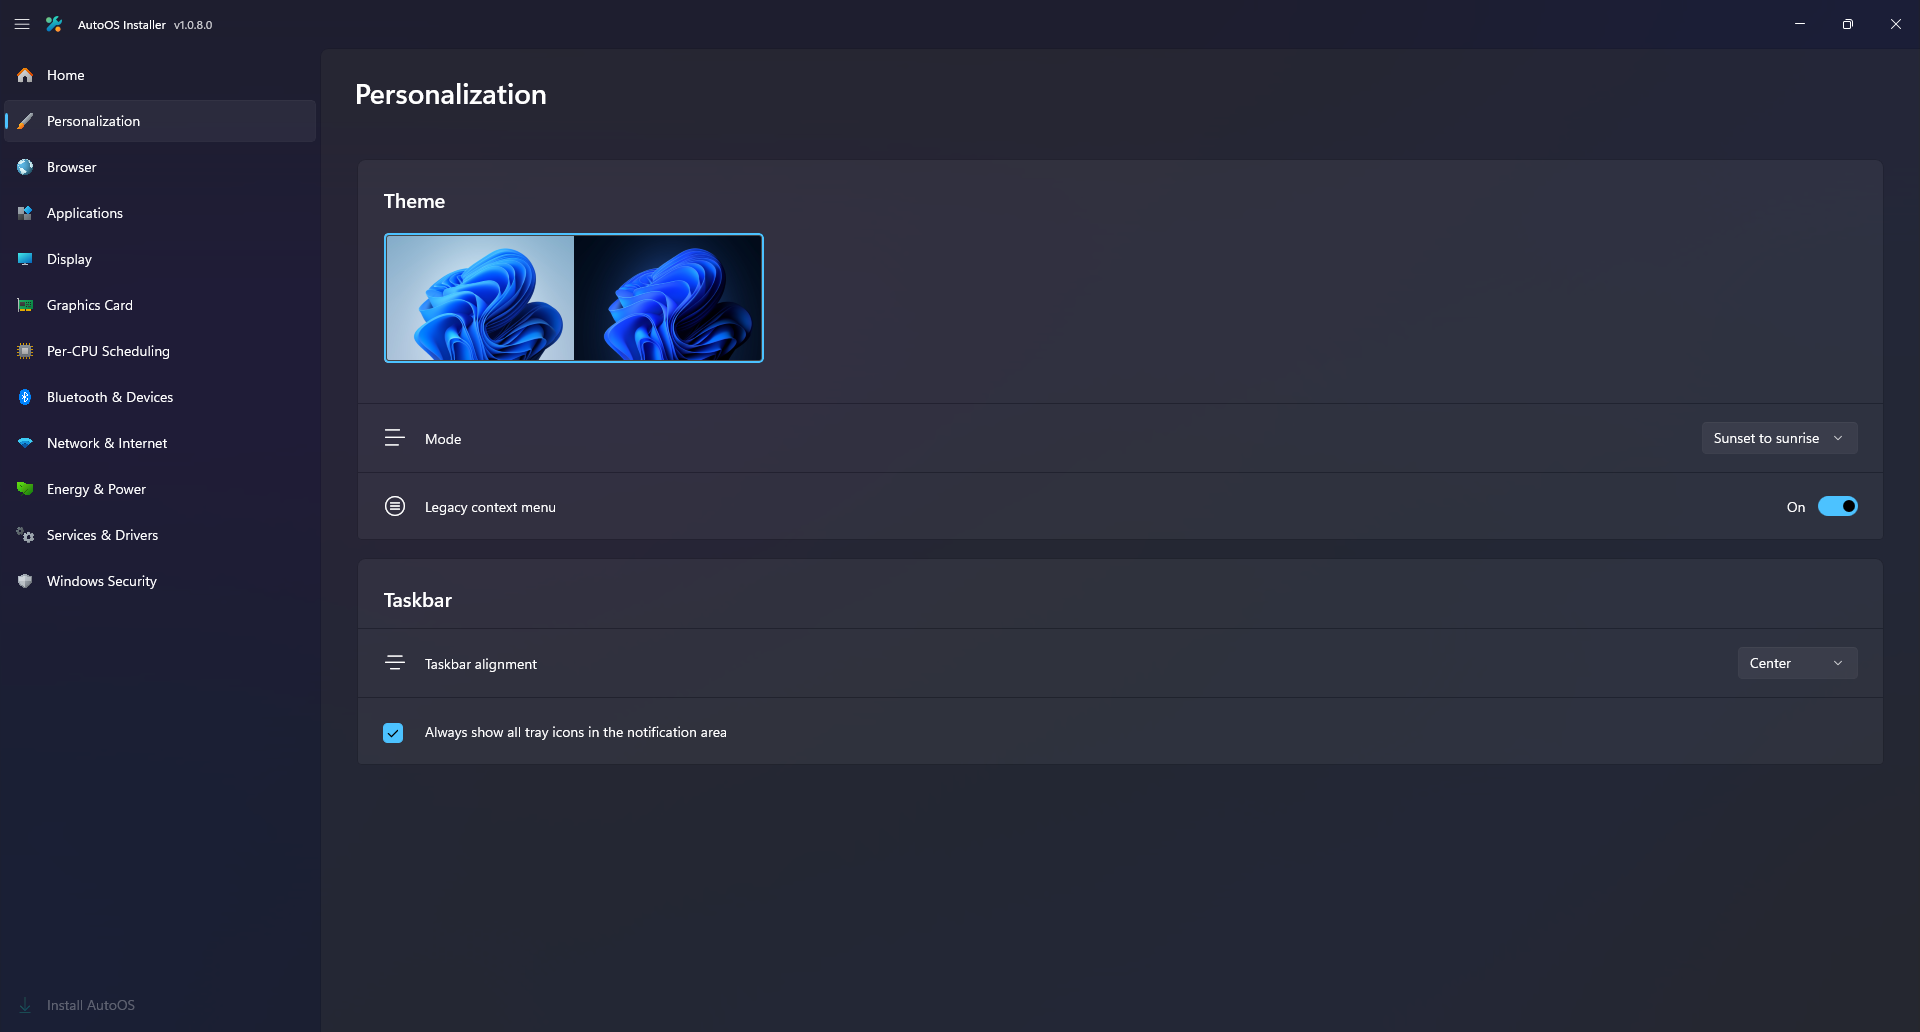 AutoOS Installer v1.0.8.0
Home
Personalization
Browser
Applications
Display
Graphics Card
Per-CPU Scheduling
Bluetooth & Devices
Network & Internet
Energy & Power
Services & Drivers
Windows Security
Install AutoOS
Personalization
Theme
Mode
Sunset to sunrise
Legacy context menu
On
Taskbar
Taskbar alignment
Center
Always show all tray icons in the notification area